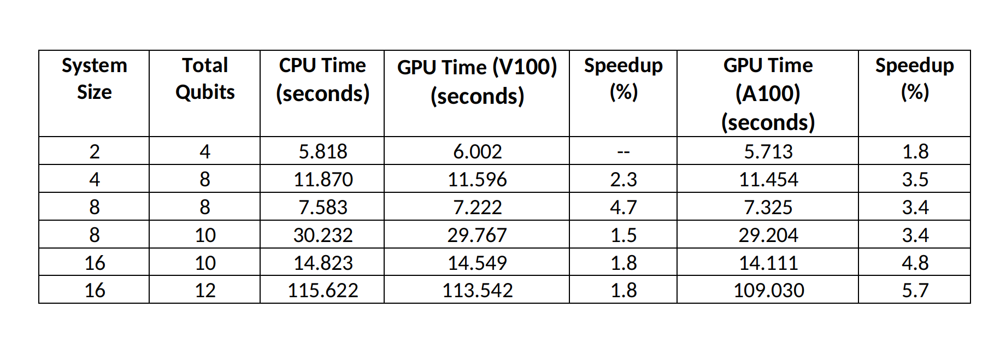 System Size | Total Qubits | CPU Time (seconds) | GPU Time (V100) (seconds) | Speedup (%) | GPU Time (A100) (seconds) | Speedup (%)
2 | 4 | 5.818 | 6.002 | -- | 5.713 | 1.8
4 | 8 | 11.870 | 11.596 | 2.3 | 11.454 | 3.5
8 | 8 | 7.583 | 7.222 | 4.7 | 7.325 | 3.4
8 | 10 | 30.232 | 29.767 | 1.5 | 29.204 | 3.4
16 | 10 | 14.823 | 14.549 | 1.8 | 14.111 | 4.8
16 | 12 | 115.622 | 113.542 | 1.8 | 109.030 | 5.7